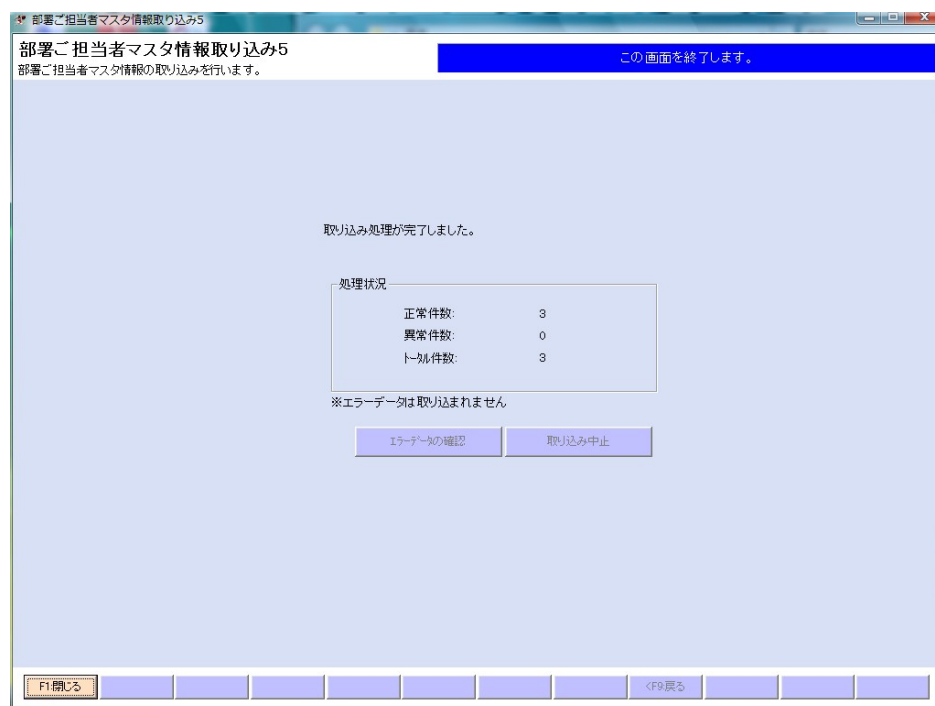 部署ご担当者マスタ情報取り込み5
部署ご担当者マスタ情報取り込み5
部署ご担当者マスタ情報の取り込みを行います。
この画面を終了します。
取り込み処理が完了しました。
処理状況
正常件数: 3
異常件数: 0
ﾄｰﾀﾙ件数: 3
※エラーデータは取り込まれません
ｴﾗｰﾃﾞｰﾀの確認 取り込み中止
F1:閉じる <F9:戻る